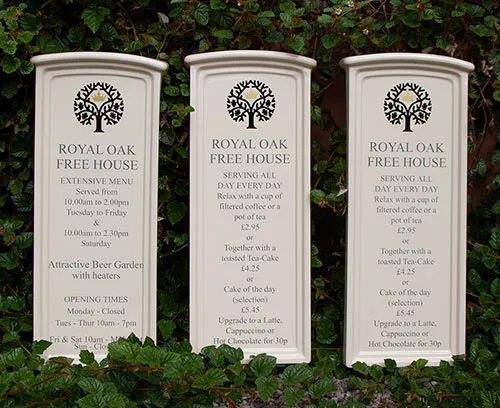 ROYAL OAK
FREE HOUSE
EXTENSIVE MENU
Served from
10.00am to 2.00pm
Tuesday to Friday
&
10.00am to 2.30pm
Saturday
Attractive Beer Garden
with heaters
OPENING TIMES
Monday - Closed
Tues - Thur 10am - 7pm
Fri & Sat 10am -
Sun - Clos
ROYAL OAK
FREE HOUSE
SERVING ALL
DAY EVERY DAY
Relax with a cup of
filtered coffee or a
pot of tea
£2.95
or
Together with a
toasted Tea-Cake
£4.25
or
Cake of the day
(selection)
£5.45
Upgrade to a Latte,
Cappuccino or
Hot Chocolate for 30p
ROYAL OAK
FREE HOUSE
SERVING ALL
DAY EVERY DAY
Relax with a cup of
filtered coffee or a
pot of tea
£2.95
or
Together with a
toasted Tea-Cake
£4.25
or
Cake of the day
(selection)
£5.45
Upgrade to a Latte,
Cappuccino or
Hot Chocolate for 30p